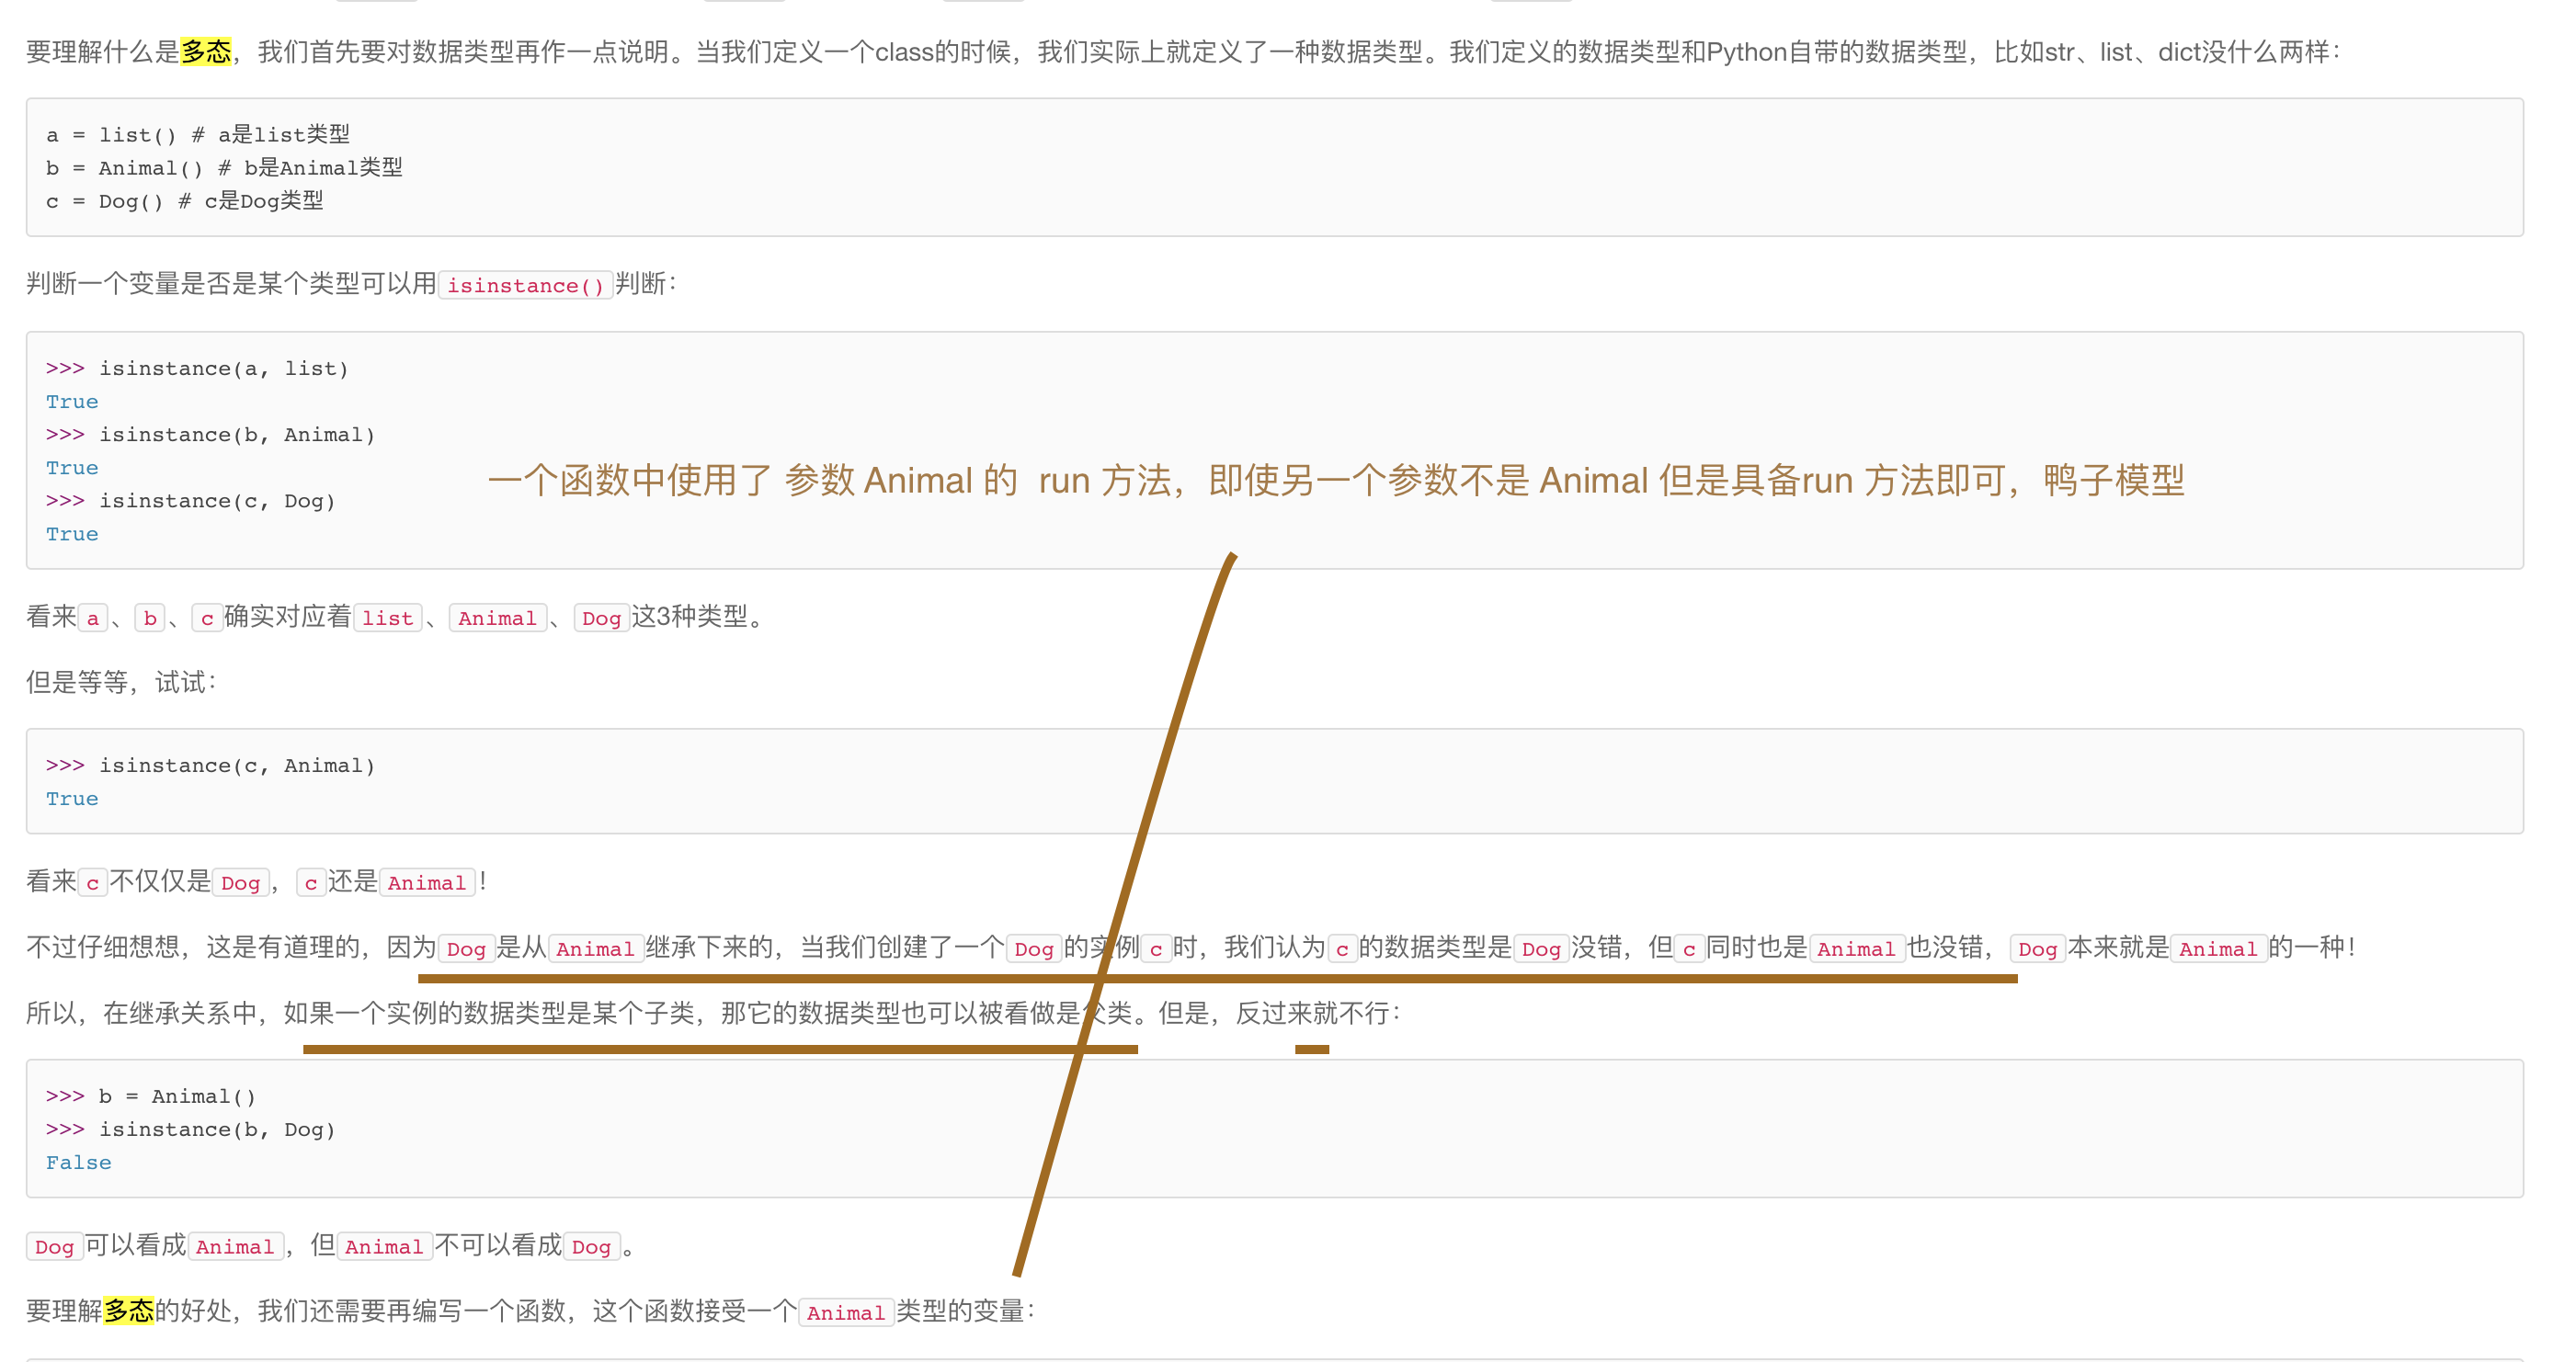 要理解什么是多态，我们首先要对数据类型再作一点说明。当我们定义一个class的时候，我们实际上就定义了一种数据类型。我们定义的数据类型和Python自带的数据类型，比如str、list、dict没什么两样：
a = list() # a是list类型
b = Animal() # b是Animal类型
c = Dog() # c是Dog类型
判断一个变量是否是某个类型可以用isinstance()判断：
>>> isinstance(a, list)
True
>>> isinstance(b, Animal)
True
一个函数中使用了 参数 Animal 的  run 方法，即使另一个参数不是 Animal 但是具备run 方法即可，鸭子模型
>>> isinstance(c, Dog)
True
看来a、b、c确实对应着list、Animal、Dog这3种类型。
但是等等，试试：
>>> isinstance(c, Animal)
True
看来c不仅仅是Dog，c还是Animal！
不过仔细想想，这是有道理的，因为Dog是从Animal继承下来的，当我们创建了一个Dog的实例c时，我们认为c的数据类型是Dog没错，但c同时也是Animal也没错，Dog本来就是Animal的一种！
所以，在继承关系中，如果一个实例的数据类型是某个子类，那它的数据类型也可以被看做是父类。但是，反过来就不行：
>>> b = Animal()
>>> isinstance(b, Dog)
False
Dog可以看成Animal，但Animal不可以看成Dog。
要理解多态的好处，我们还需要再编写一个函数，这个函数接受一个Animal类型的变量：